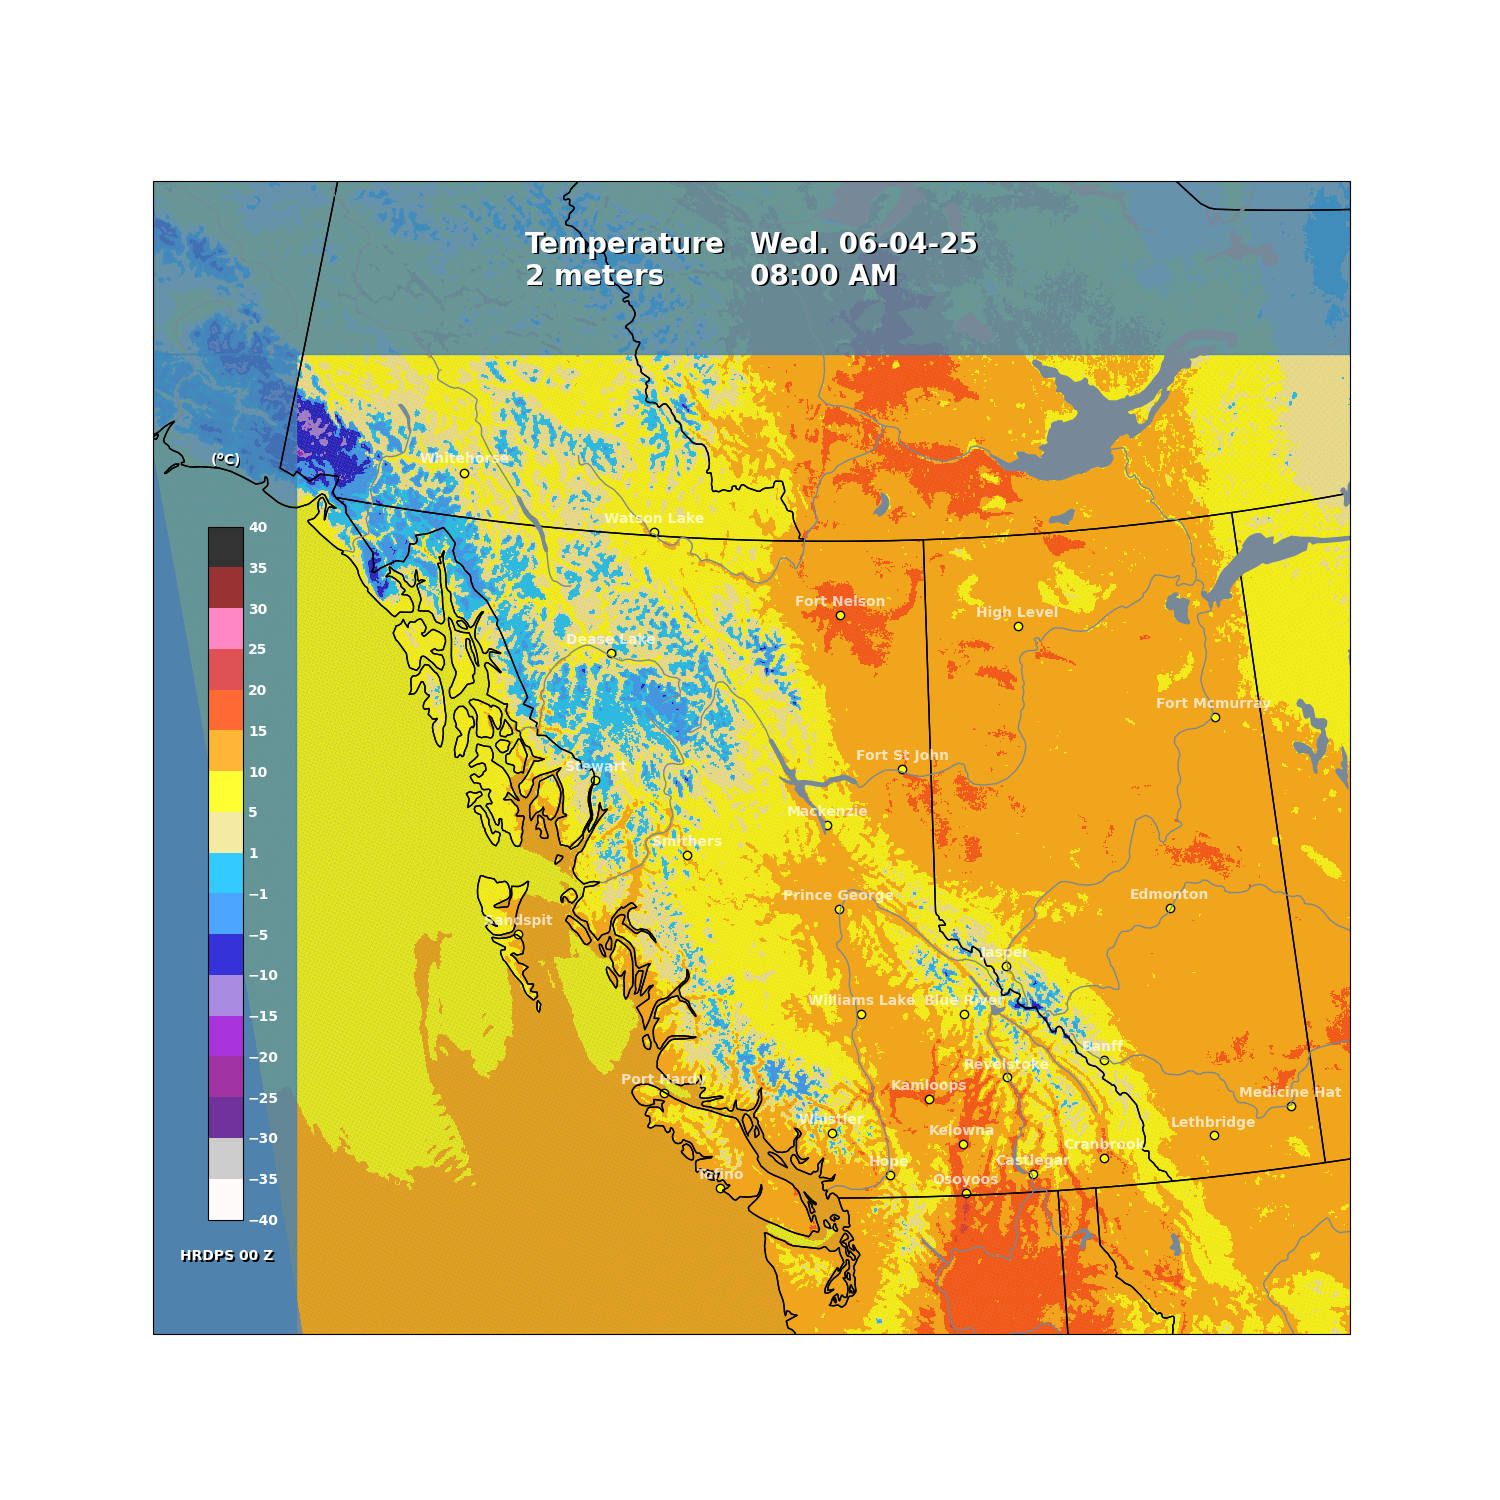 Temperature Wed. 06-04-25
2 meters 08:00 AM
(°C)
Whitehorse
Watson Lake
40
35
30
25
20
15
10
5
1
−1
−5
−10
−15
−20
−25
−30
−35
−40
Fort Nelson
High Level
Dease Lake
Fort Mcmurray
Fort St John
Stewart
Mackenzie
Smithers
Prince George
Edmonton
Sandspit
Jasper
Williams Lake
Blue River
Banff
Revelstoke
Port Hardy
Kamloops
Medicine Hat
Whistler
Lethbridge
Kelowna
Cranbrook
Hope
Castlegar
Tofino
Osoyoos
HRDPS 00 Z